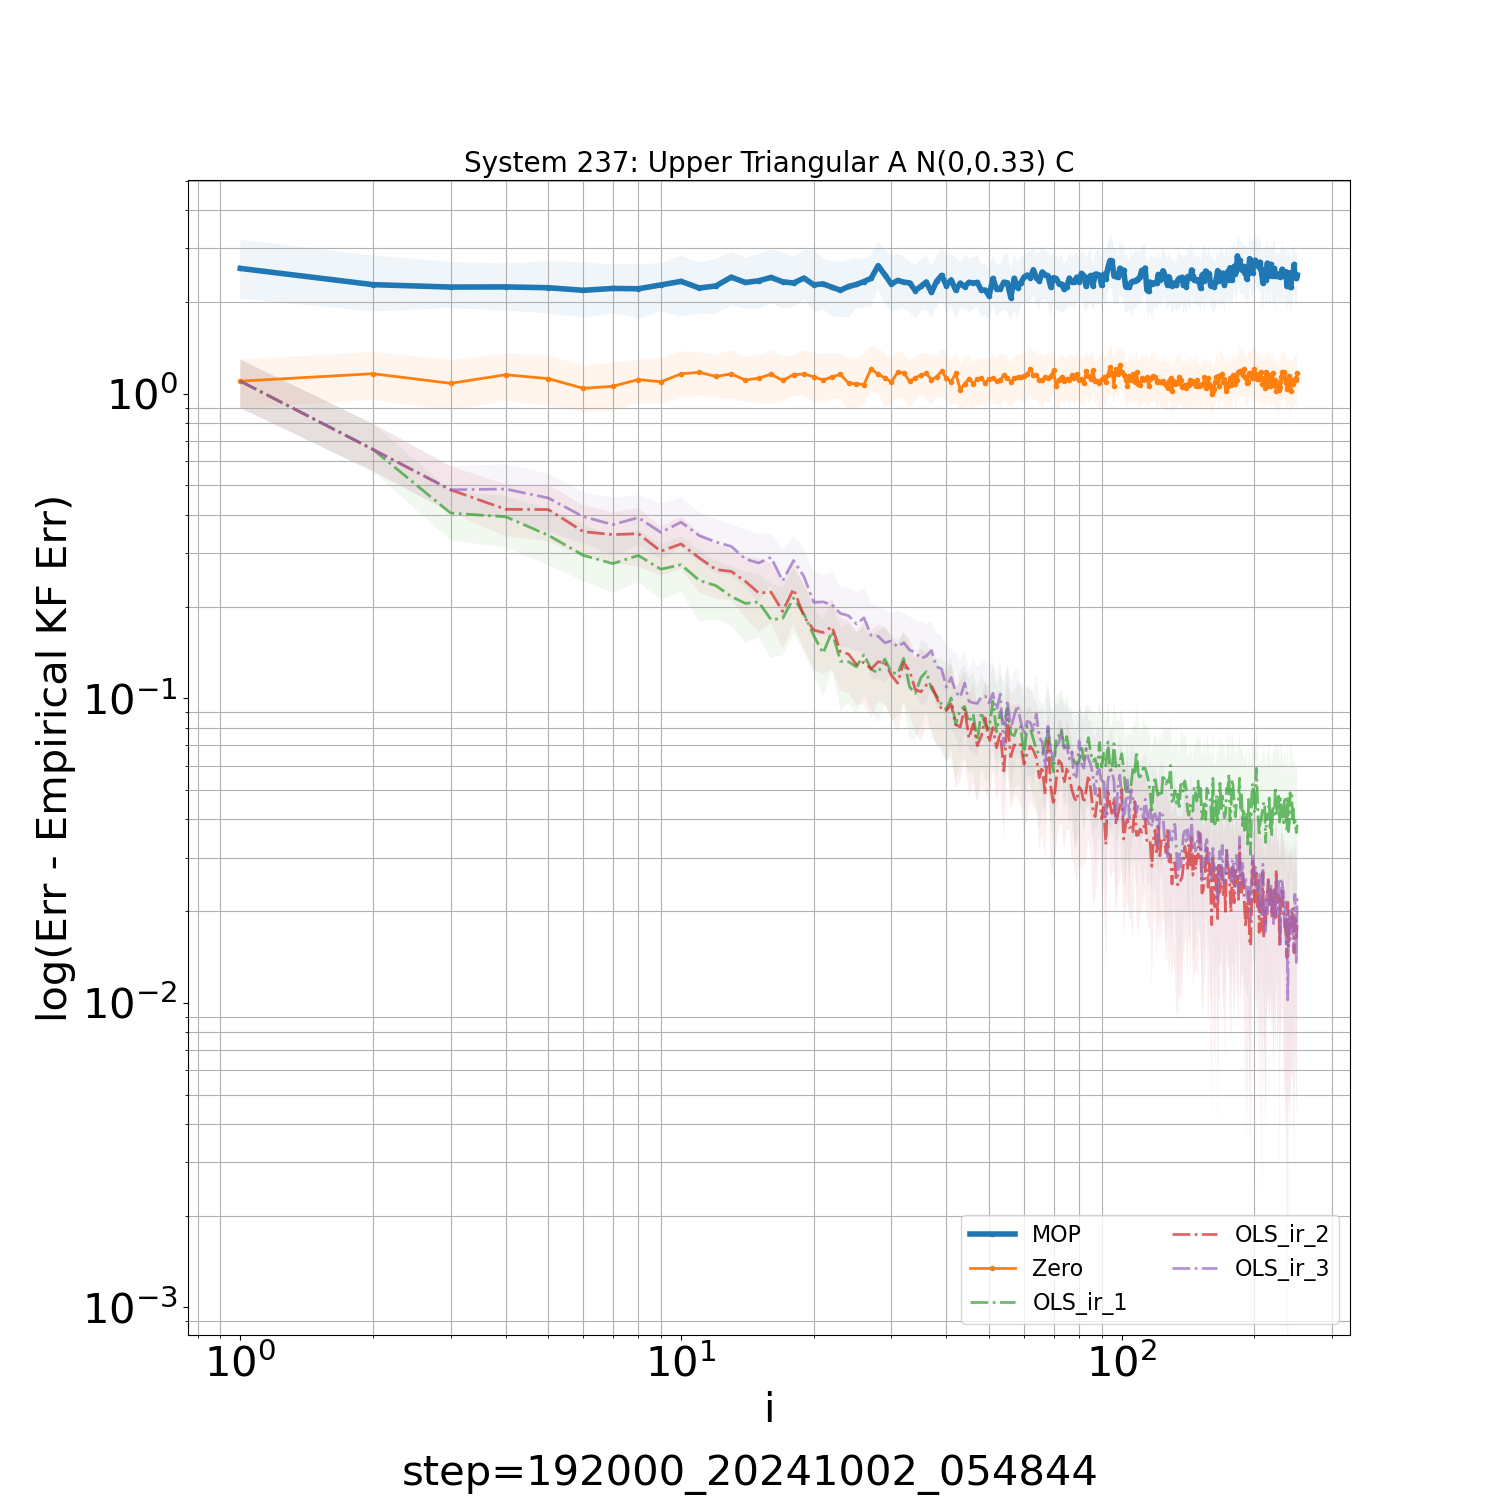 System 237: Upper Triangular A N(0,0.33) C
log(Err - Empirical KF Err)
10⁰
10⁻¹
10⁻²
10⁻³
MOP
Zero
OLS_ir_1
OLS_ir_2
OLS_ir_3
10⁰ 10¹ 10²
i
step=192000_20241002_054844